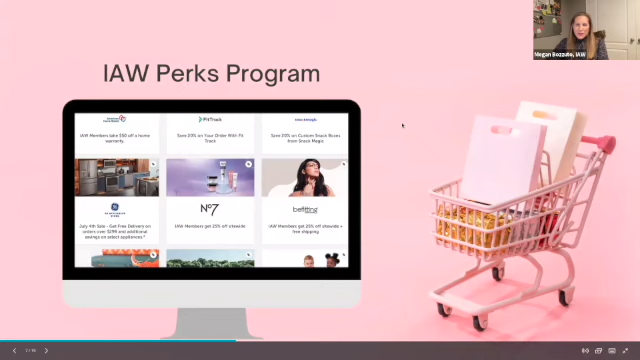 Megan Bozzuto, IAW
IAW Perks Program
IAW Members take $50 off a home
warranty.
FitTrack
Save 20% on Your Order With Fit
Track
Save 20% on Custom Snack Boxes
from Snack Magic
July 4th Sale - Get Free Delivery on
orders over $299 and additional
savings on select appliances.*
No7
IAW Members get 25% off sitewide
befitting
IAW Members get 25% off sitewide +
free shipping